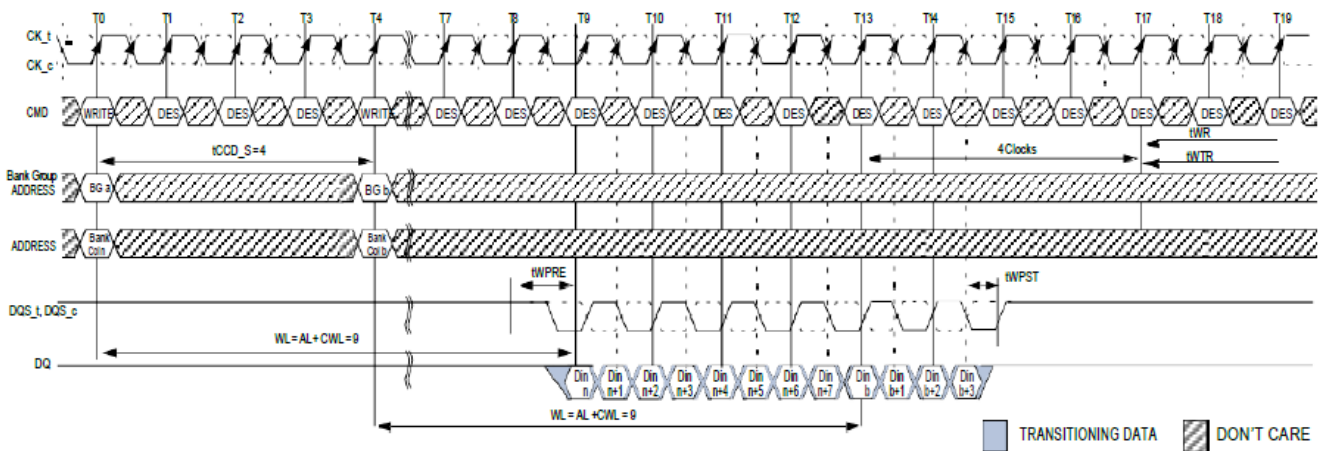 T0 T1 T2 T3 T4 T7 T8 T9 T10 T11 T12 T13 T14 T15 T16 T17 T18 T19
CK_t
CK_c
CMD WRITE DES DES DES WRITE DES DES DES DES DES DES DES DES DES DES DES DES DES
tWR
tCCD_S=4 4Clocks
tWTR
Bank Group
ADDRESS BG a BG b
ADDRESS Bank Col n Bank Col b
tWPRE tWPST
DQS_t, DQS_c
WL = AL + CWL = 9
DQ Din n Din n+1 Din n+2 Din n+3 Din n+4 Din n+5 Din n+6 Din n+7 Din b Din b+1 Din b+2 Din b+3
WL = AL + CWL = 9
TRANSITIONING DATA DON'T CARE